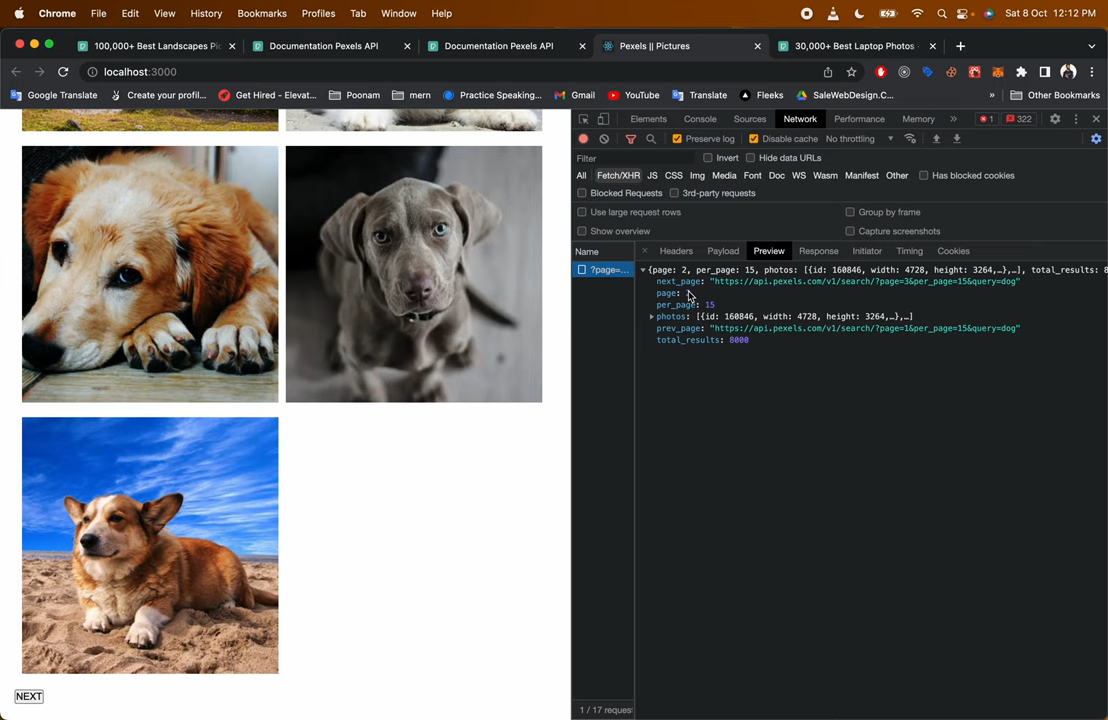 Chrome File Edit View History Bookmarks Profiles Tab Window Help Sat 8 Oct 12:12 PM
100,000+ Best Landscapes Pic Documentation Pexels API Documentation Pexels API Pexels || Pictures 30,000+ Best Laptop Photos
localhost:3000
Google Translate Create your profil... Get Hired - Elevat... Poonam mern Practice Speaking... Gmail YouTube Translate Fleeks SaleWebDesign.C... » Other Bookmarks
Elements Console Sources Network Performance Memory » 1 322
Preserve log Disable cache No throttling
Filter Invert Hide data URLs
All Fetch/XHR JS CSS Img Media Font Doc WS Wasm Manifest Other Has blocked cookies
Blocked Requests 3rd-party requests
Use large request rows Group by frame
Show overview Capture screenshots
Name Headers Payload Preview Response Initiator Timing Cookies
?page=... {page: 2, per_page: 15, photos: [{id: 160846, width: 4728, height: 3264,…},…], total_results: 8
next_page: "https://api.pexels.com/v1/search/?page=3&per_page=15&query=dog"
page:
per_page: 15
photos: [{id: 160846, width: 4728, height: 3264,…},…]
prev_page: "https://api.pexels.com/v1/search/?page=1&per_page=15&query=dog"
total_results: 8000
NEXT
1 / 17 reques